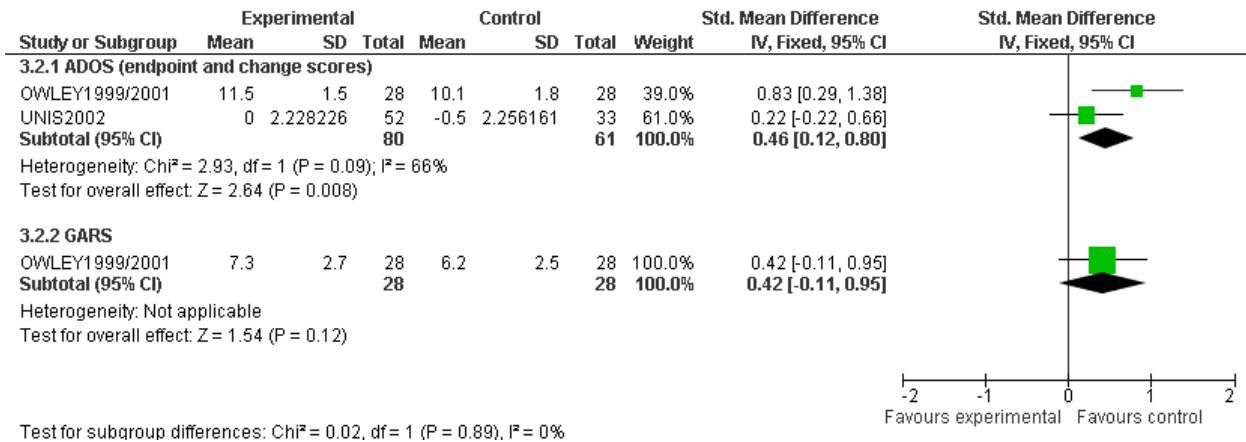 Experimental Control Std. Mean Difference Std. Mean Difference
Study or Subgroup Mean SD Total Mean SD Total Weight IV, Fixed, 95% CI IV, Fixed, 95% CI
3.2.1 ADOS (endpoint and change scores)
OWLEY1999/2001 11.5 1.5 28 10.1 1.8 28 39.0% 0.83 [0.29, 1.38]
UNIS2002 0 2.228226 52 -0.5 2.256161 33 61.0% 0.22 [-0.22, 0.66]
Subtotal (95% CI) 80 61 100.0% 0.46 [0.12, 0.80]
Heterogeneity: Chi² = 2.93, df = 1 (P = 0.09); I² = 66%
Test for overall effect: Z = 2.64 (P = 0.008)
3.2.2 GARS
OWLEY1999/2001 7.3 2.7 28 6.2 2.5 28 100.0% 0.42 [-0.11, 0.95]
Subtotal (95% CI) 28 28 100.0% 0.42 [-0.11, 0.95]
Heterogeneity: Not applicable
Test for overall effect: Z = 1.54 (P = 0.12)
-2 -1 0 1 2
Favours experimental Favours control
Test for subgroup differences: Chi² = 0.02, df = 1 (P = 0.89), I² = 0%